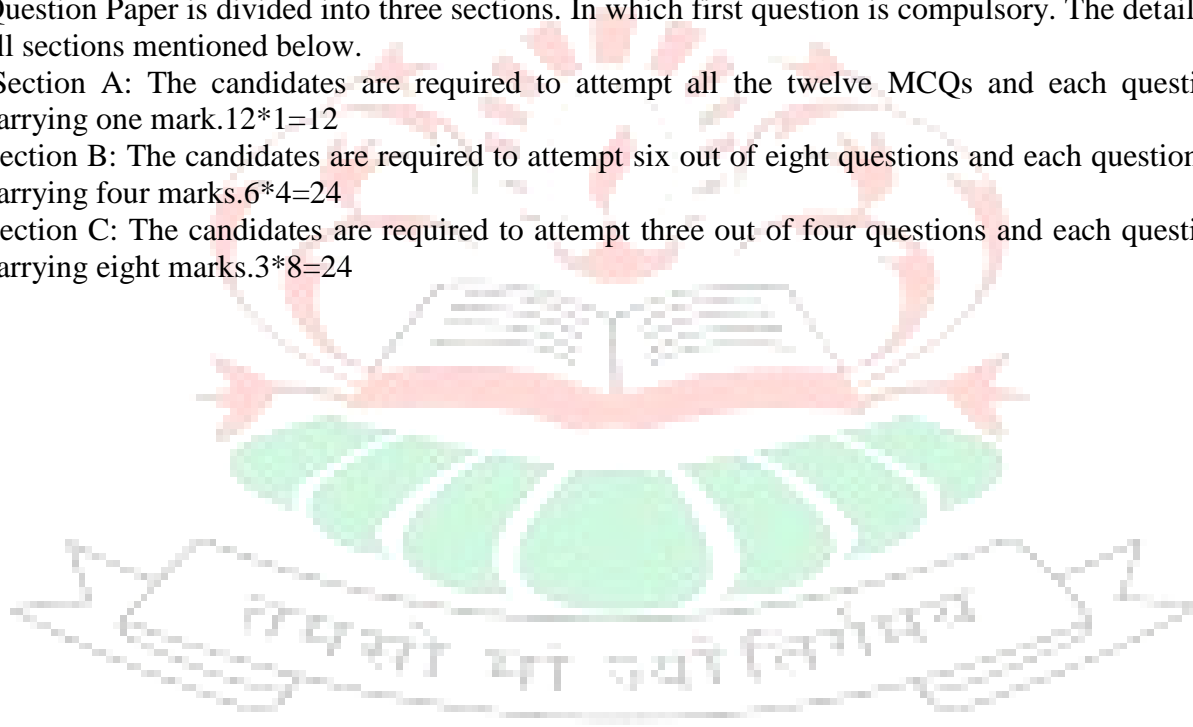 Question Paper is divided into three sections. In which first question is compulsory. The detail
ll sections mentioned below.
Section A: The candidates are required to attempt all the twelve MCQs and each questi
arrying one mark.12*1=12
ection B: The candidates are required to attempt six out of eight questions and each question
arrying four marks.6*4=24
ection C: The candidates are required to attempt three out of four questions and each questi
arrying eight marks.3*8=24